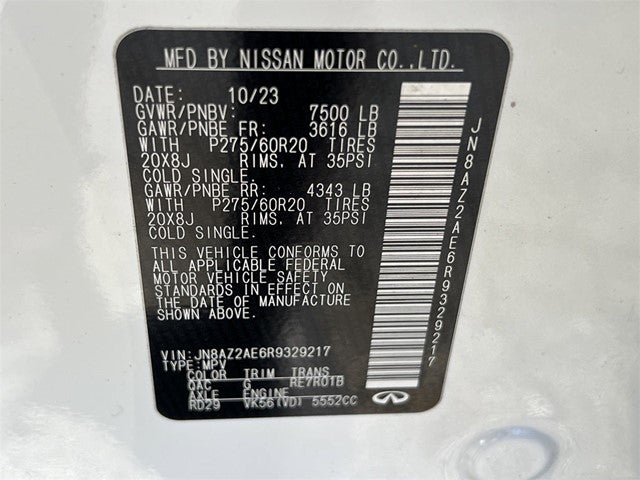 MFD BY NISSAN MOTOR CO.,LTD.
DATE: 10/23
GVWR/PNBV: 7500 LB
GAWR/PNBE FR: 3616 LB
WITH P275/60R20 TIRES
20X8J RIMS, AT 35PSI
COLD SINGLE.
GAWR/PNBE RR: 4343 LB
WITH P275/60R20 TIRES
20X8J RIMS, AT 35PSI
COLD SINGLE.
THIS VEHICLE CONFORMS TO
ALL APPLICABLE FEDERAL
MOTOR VEHICLE SAFETY
STANDARDS IN EFFECT ON
THE DATE OF MANUFACTURE
SHOWN ABOVE.
VIN:JN8AZ2AE6R9329217
TYPE:MPV
COLOR TRIM TRANS
QAC G RE7R01B
AXLE ENGINE
RD29 VK56(VD) 5552CC
JN8AZ2AE6R9329217